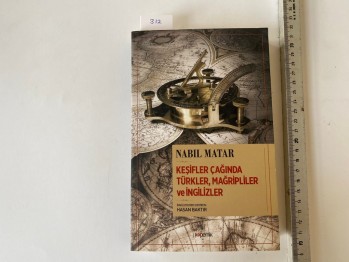 312
NABIL MATAR
KEŞİFLER ÇAĞINDA
TÜRKLER, MAĞRİPLİLER
ve İNGİLİZLER
HASAN BAKTIR